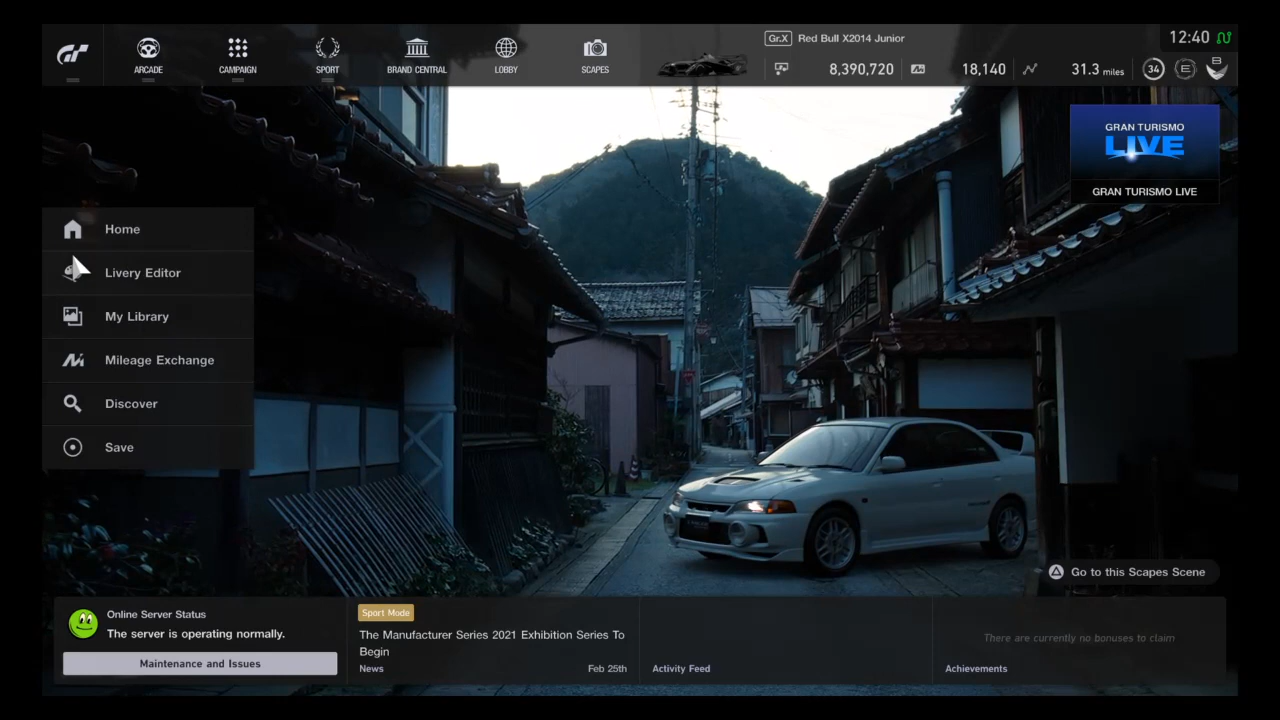 GT
ARCADE
CAMPAIGN
SPORT
BRAND CENTRAL
LOBBY
SCAPES
Gr.X Red Bull X2014 Junior
8,390,720
18,140
31.3 miles
34
E
B
12:40
GRAN TURISMO
LIVE
GRAN TURISMO LIVE
Home
Livery Editor
My Library
Mileage Exchange
Discover
Save
Go to this Scapes Scene
Online Server Status
The server is operating normally.
Maintenance and Issues
Sport Mode
The Manufacturer Series 2021 Exhibition Series To
Begin
News
Feb 25th
Activity Feed
There are currently no bonuses to claim
Achievements